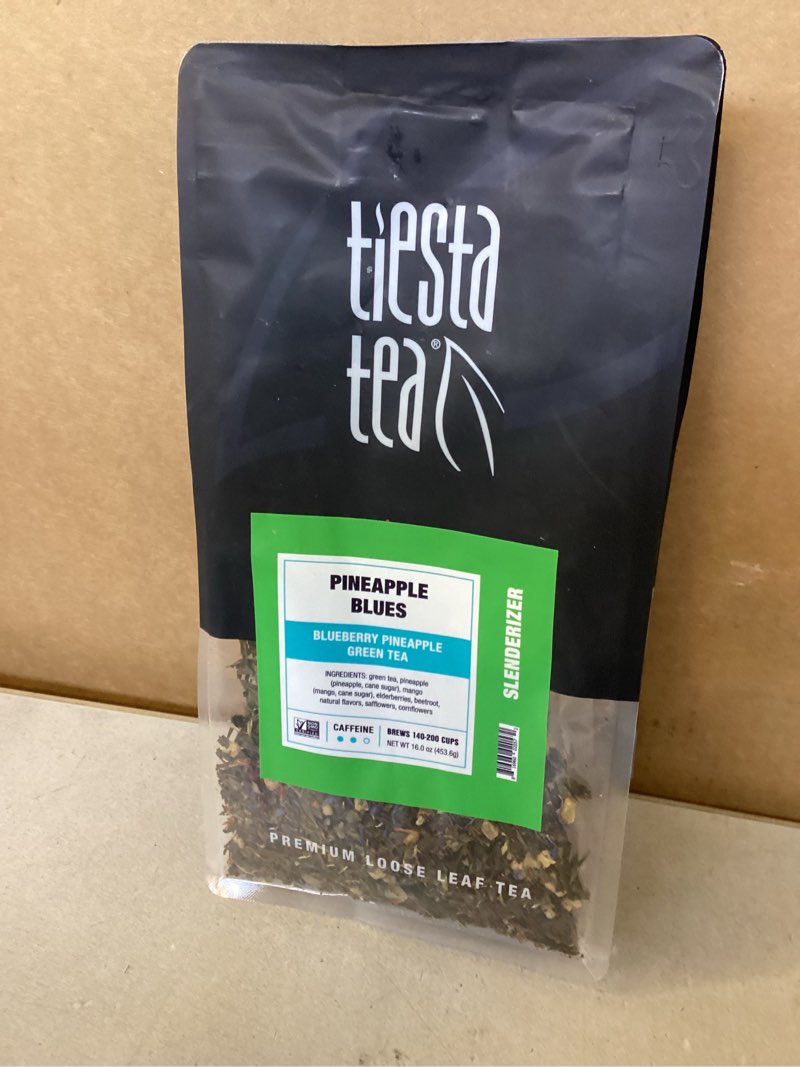 tiesta
tea®
PINEAPPLE
BLUES
BLUEBERRY PINEAPPLE
GREEN TEA
INGREDIENTS: green tea, pineapple
(pineapple, cane sugar), mango
(mango, cane sugar), elderberries, beetroot,
natural flavors, safflowers, cornflowers
CAFFEINE
BREWS 140-200 CUPS
NET WT 16.0 oz (453.6g)
SLENDERIZER
PREMIUM LOOSE LEAF TEA